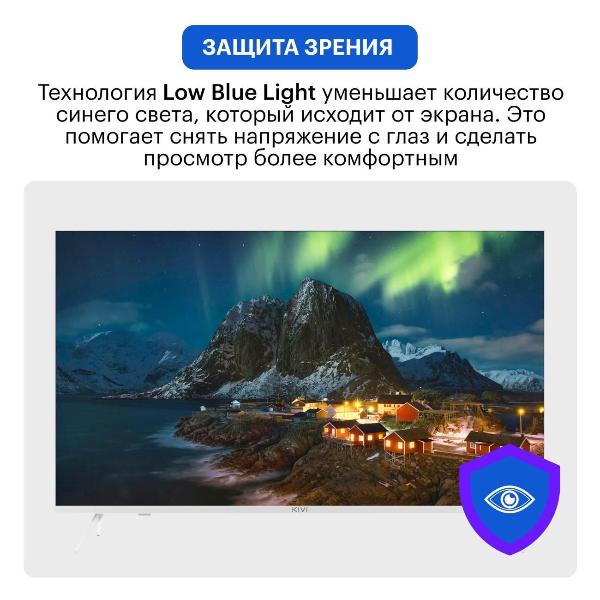 ЗАЩИТА ЗРЕНИЯ
Технология Low Blue Light уменьшает количество
синего света, который исходит от экрана. Это
помогает снять напряжение с глаз и сделать
просмотр более комфортным
KIVI